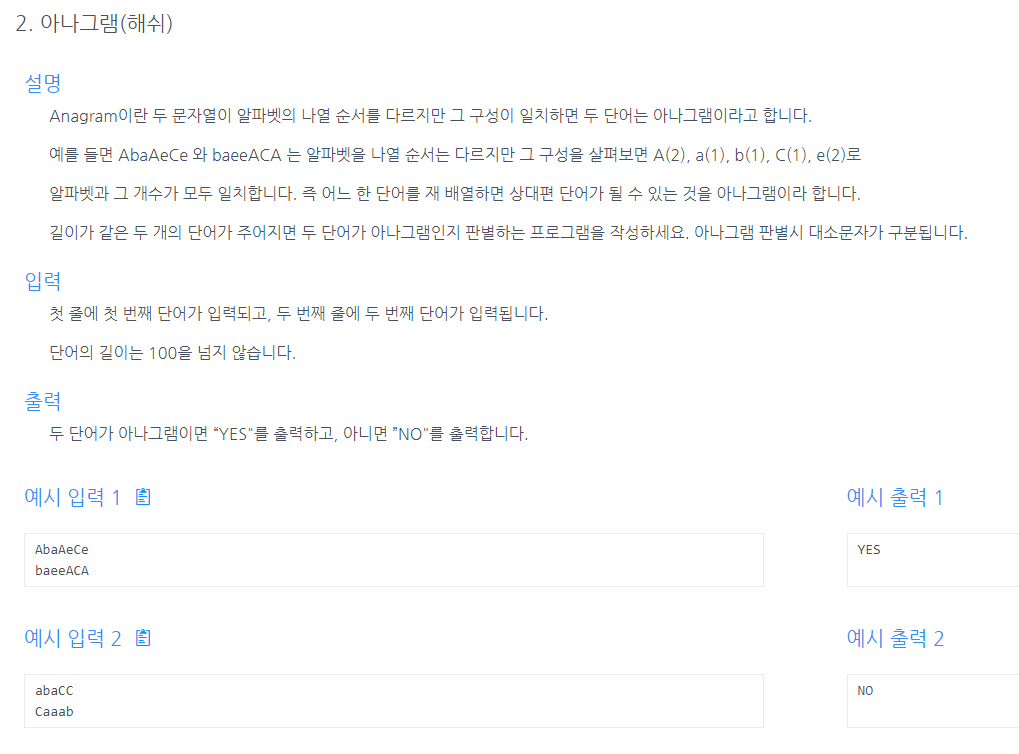 2. 아나그램(해쉬)
설명
Anagram이란 두 문자열이 알파벳의 나열 순서를 다르지만 그 구성이 일치하면 두 단어는 아나그램이라고 합니다.
예를 들면 AbaAeCe 와 baeeACA 는 알파벳을 나열 순서는 다르지만 그 구성을 살펴보면 A(2), a(1), b(1), C(1), e(2)로
알파벳과 그 개수가 모두 일치합니다. 즉 어느 한 단어를 재 배열하면 상대편 단어가 될 수 있는 것을 아나그램이라 합니다.
길이가 같은 두 개의 단어가 주어지면 두 단어가 아나그램인지 판별하는 프로그램을 작성하세요. 아나그램 판별시 대소문자가 구분됩니다.
입력
첫 줄에 첫 번째 단어가 입력되고, 두 번째 줄에 두 번째 단어가 입력됩니다.
단어의 길이는 100을 넘지 않습니다.
출력
두 단어가 아나그램이면 “YES"를 출력하고, 아니면 ”NO"를 출력합니다.
예시 입력 1
예시 출력 1
AbaAeCe
baeeACA
YES
예시 입력 2
예시 출력 2
abaCC
Caaab
NO